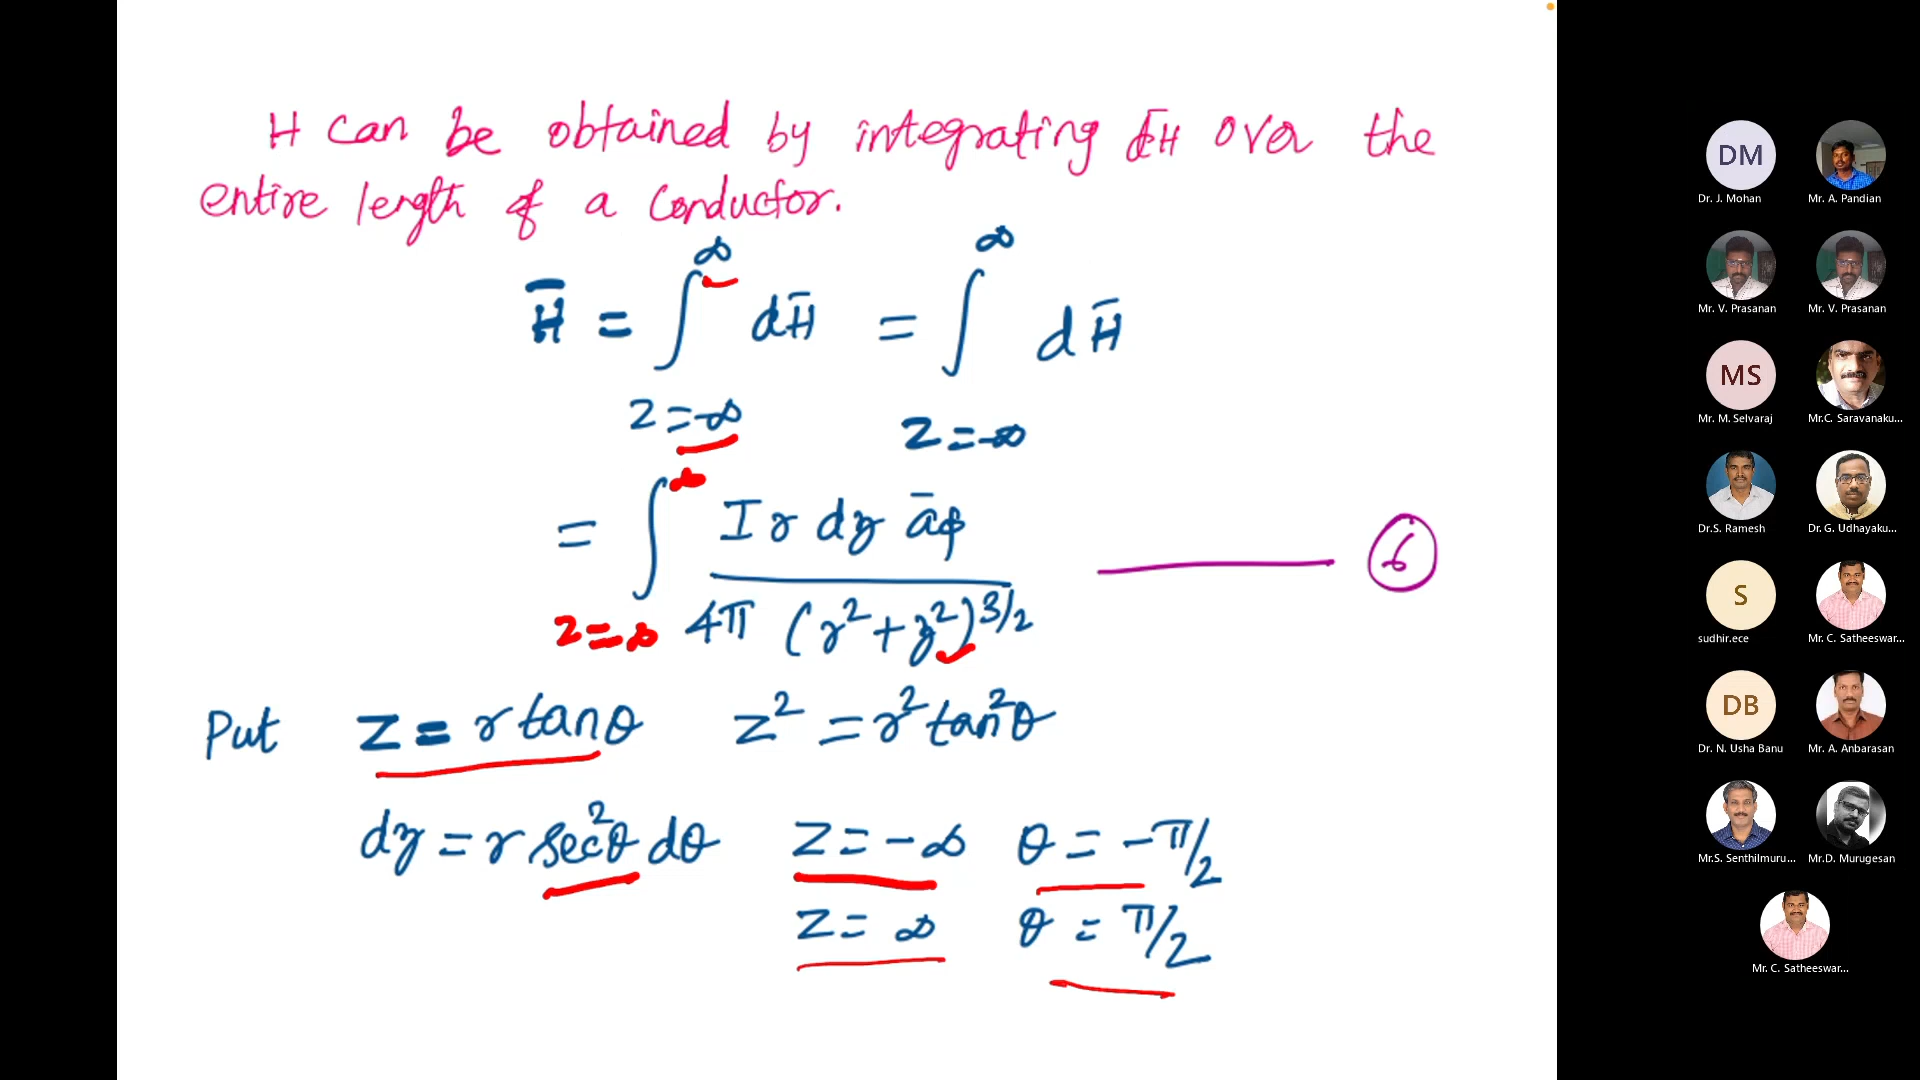 H can be obtained by integrating dH̄ over the
entire length of a conductor.
H̄ = ∫ dH̄ = ∫ dH̄
∞ ∞
z = -∞ z = -∞
= ∫ I r dz āφ / 4π (r² + z²)^3/2 ——— 6
∞
z = ∞
Put z = r tanθ z² = r² tan²θ
dz = r sec²θ dθ z = -∞ θ = -π/2
z = ∞ θ = π/2
DM
Dr. J. Mohan Mr. A. Pandian
Mr. V. Prasanan Mr. V. Prasanan
MS
Mr. M. Selvaraj Mr.C. Saravanaku...
Dr.S. Ramesh Dr. G. Udhayaku...
S
sudhir.ece Mr. C. Satheeswar...
DB
Dr. N. Usha Banu Mr. A. Anbarasan
Mr.S. Senthilmuru... Mr.D. Murugesan
Mr. C. Satheeswar...